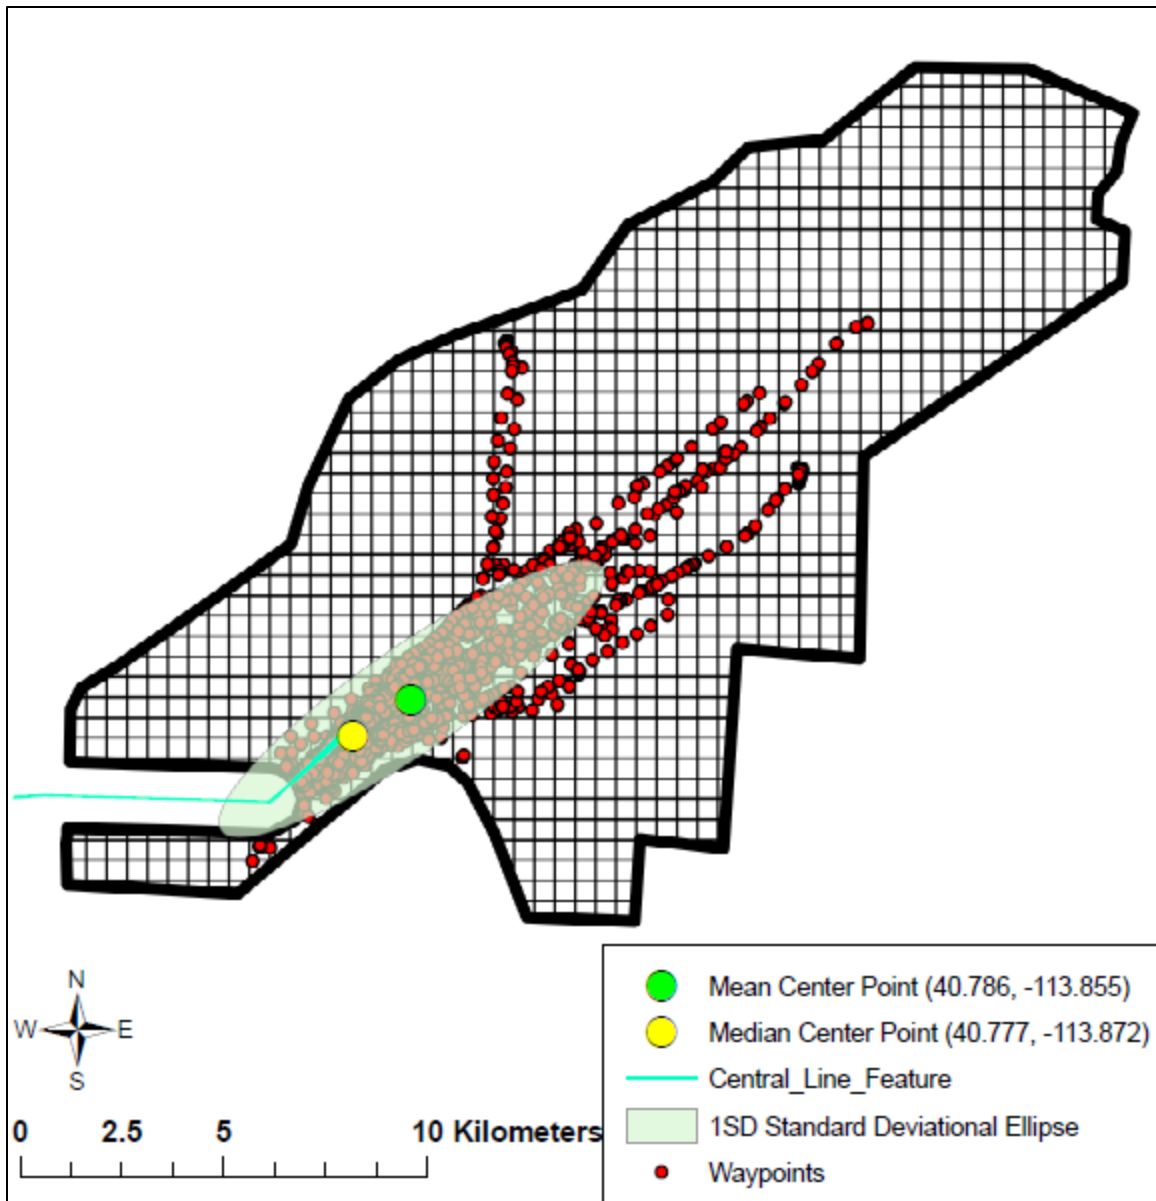 N
W E
S
0 2.5 5 10 Kilometers
Mean Center Point (40.786, -113.855)
Median Center Point (40.777, -113.872)
Central_Line_Feature
1SD Standard Deviational Ellipse
Waypoints